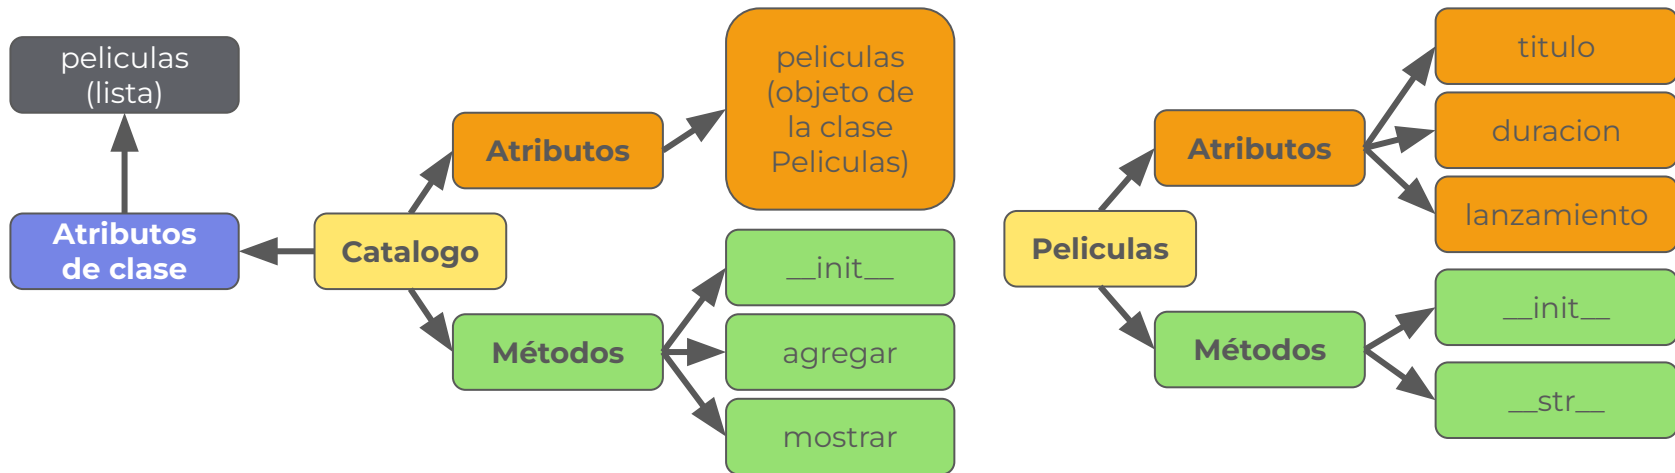 peliculas
(lista)
Atributos
de clase
Catalogo
Atributos
peliculas
(objeto de
la clase
Peliculas)
Métodos
__init__
agregar
mostrar
Peliculas
Atributos
titulo
duracion
lanzamiento
Métodos
__init__
__str__